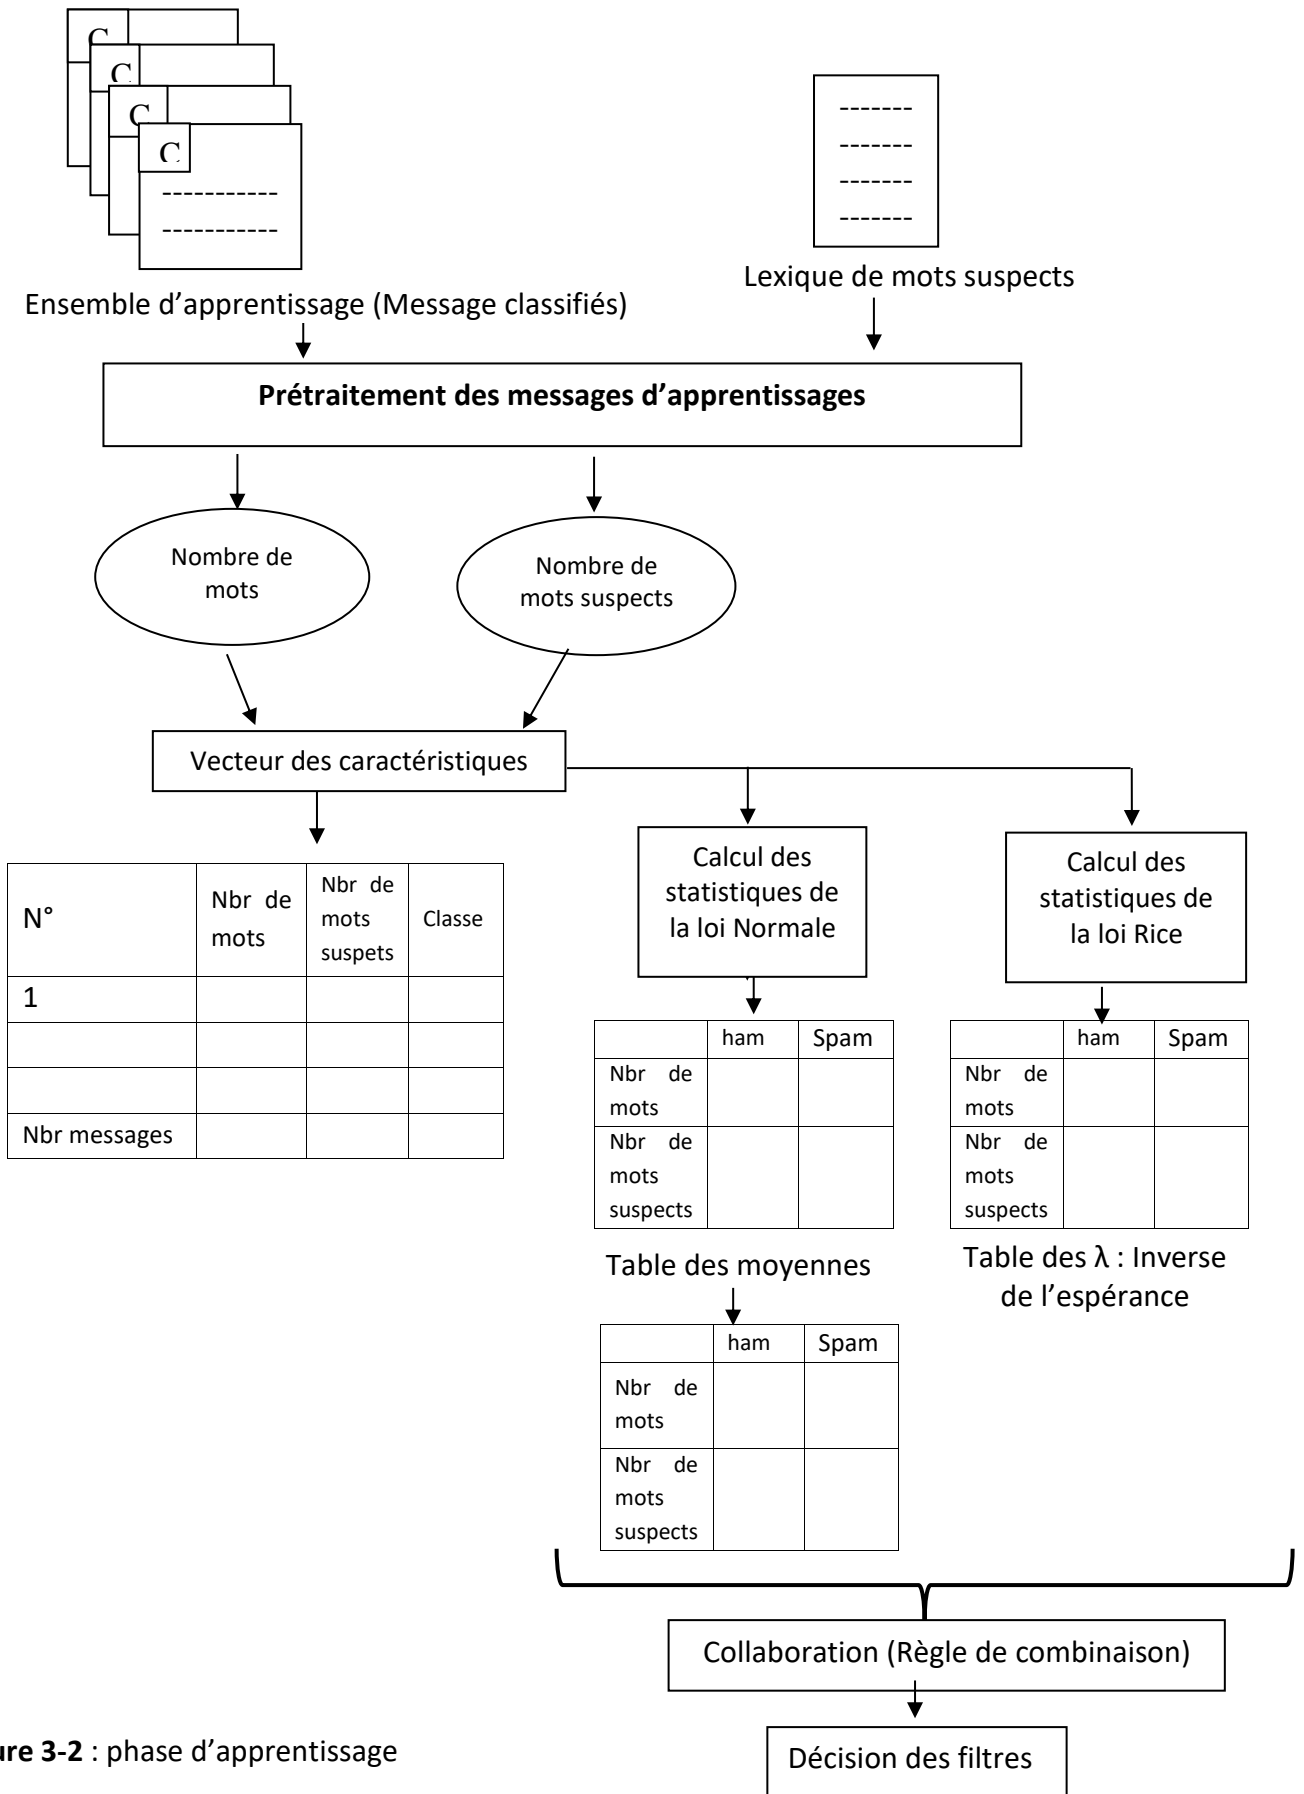 C
C
C
C
-----------
-----------
-------
-------
-------
-------
Lexique de mots suspects
Ensemble d’apprentissage (Message classifiés)
Prétraitement des messages d’apprentissages
Nombre de
mots
Nombre de
mots suspects
Vecteur des caractéristiques
Calcul des
statistiques de
la loi Normale
Calcul des
statistiques de
la loi Rice
N°
Nbr de
mots
Nbr de
mots
suspets
Classe
1
Nbr messages
ham
Spam
Nbr de
mots
Nbr de
mots
suspects
ham
Spam
Nbr de
mots
Nbr de
mots
suspects
Table des moyennes
Table des λ : Inverse
de l’espérance
ham
Spam
Nbr de
mots
Nbr de
mots
suspects
Collaboration (Règle de combinaison)
Décision des filtres
ure 3-2 : phase d’apprentissage